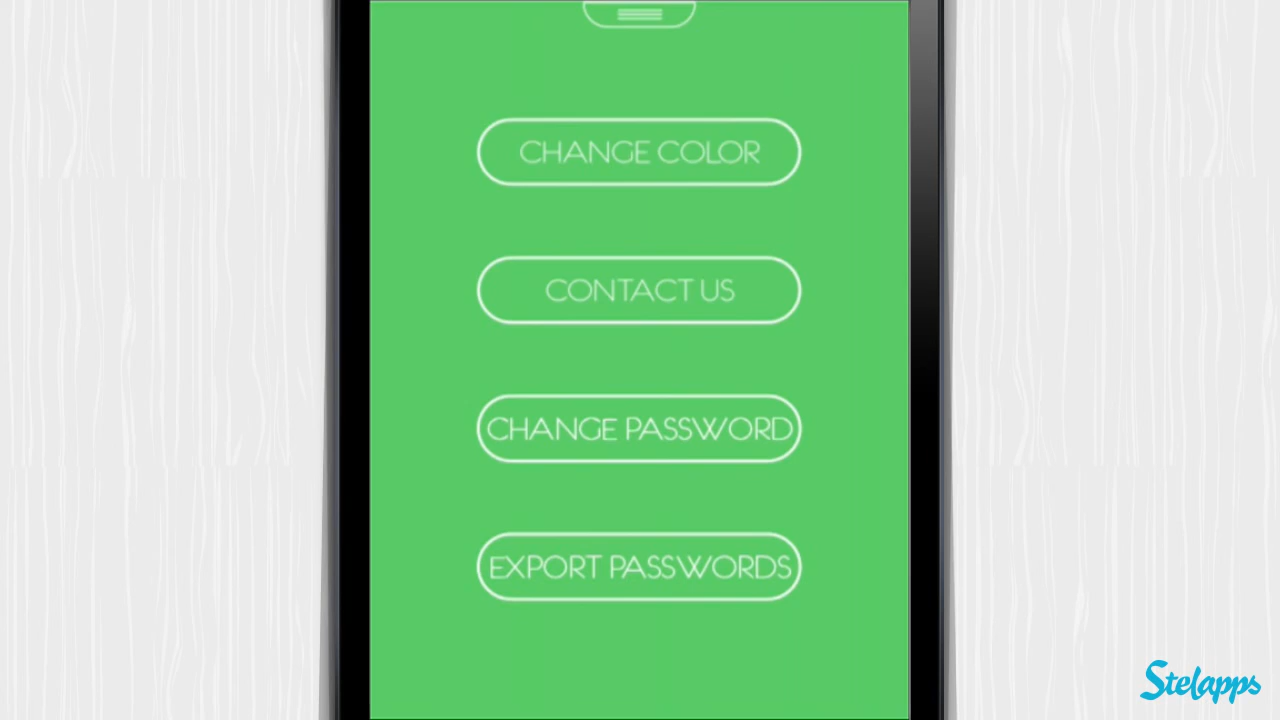 CHANGE COLOR
CONTACT US
CHANGE PASSWORD
EXPORT PASSWORDS
Stelapps